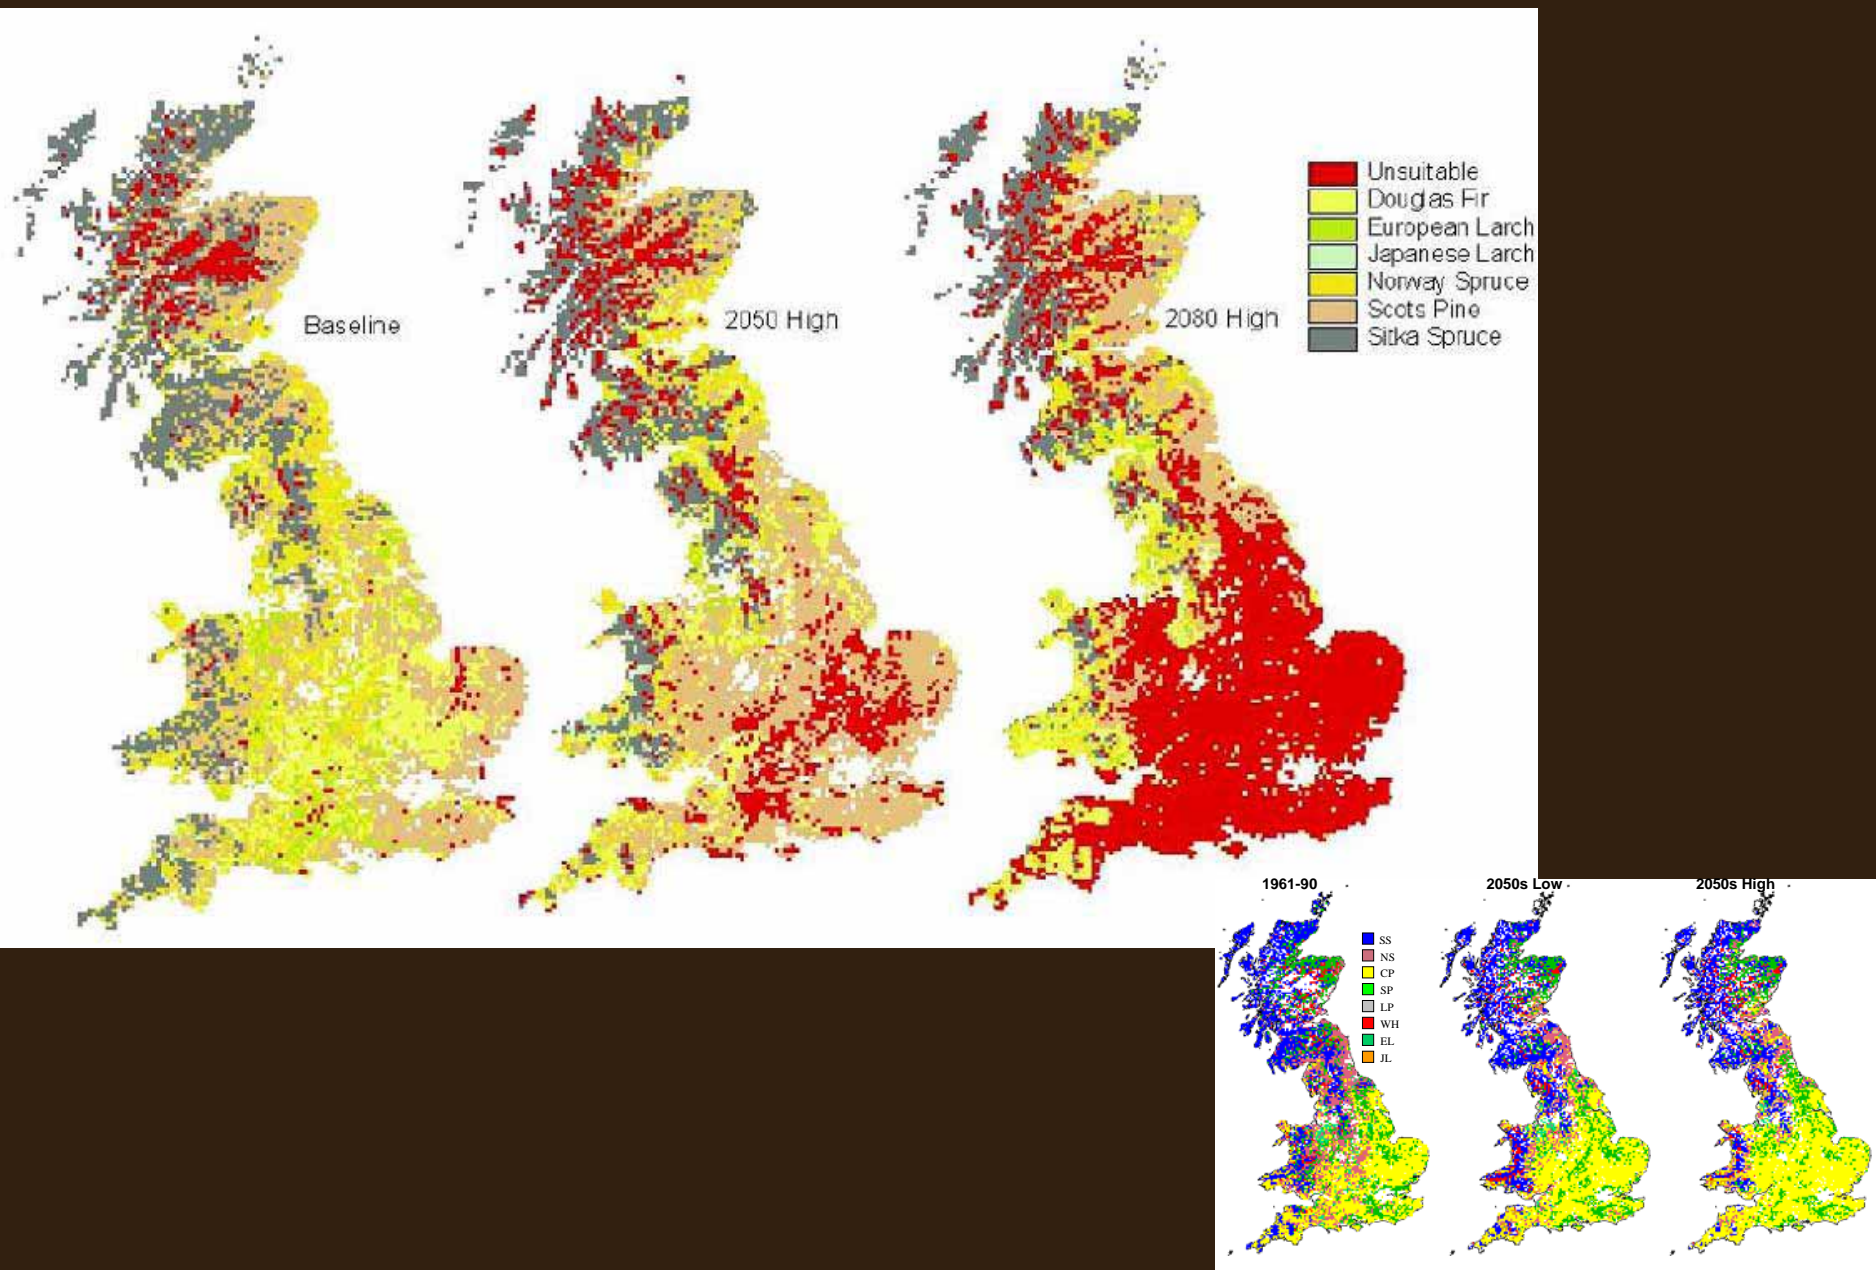 Baseline
2050 High
2080 High
Unsuitable
Douglas Fir
European Larch
Japanese Larch
Norway Spruce
Scots Pine
Sitka Spruce
1961-90
2050s Low
2050s High
SS
NS
CP
SP
LP
WH
EL
JL